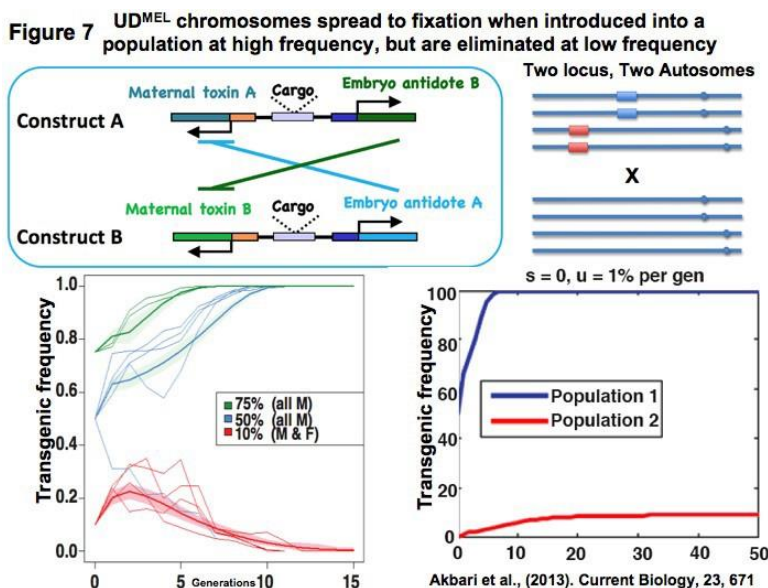 Figure 7 UDMEL chromosomes spread to fixation when introduced into a
population at high frequency, but are eliminated at low frequency
Maternal toxin A
Cargo
Embryo antidote B
Construct A
Maternal toxin B
Cargo
Embryo antidote A
Construct B
Two locus, Two Autosomes
X
Transgenic frequency
1.0
0.8
0.6
0.4
0.2
0.0
75% (all M)
50% (all M)
10% (M & F)
0 5 Generations 10 15
s = 0, u = 1% per gen
Transgenic frequency
100
80
60
40
20
0
Population 1
Population 2
0 10 20 30 40 50
Akbari et al., (2013). Current Biology, 23, 671